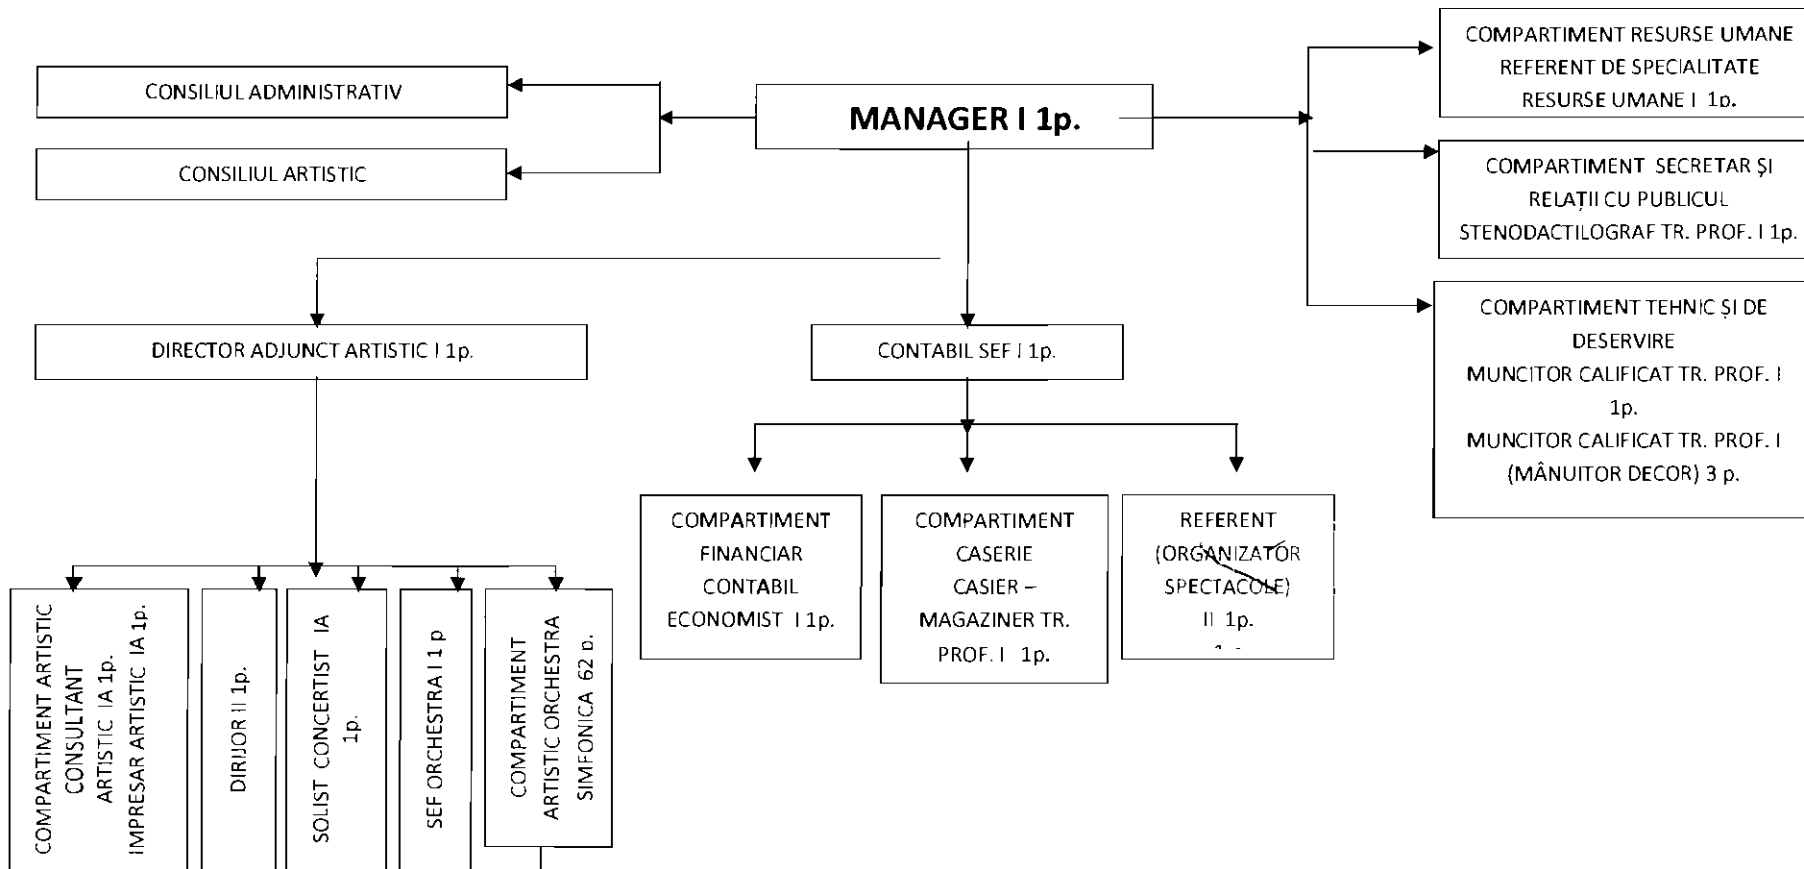 CONSILIUL ADMINISTRATIV
CONSILIUL ARTISTIC
MANAGER I 1p.
COMPARTIMENT RESURSE UMANE
REFERENT DE SPECIALITATE
RESURSE UMANE I 1p.
COMPARTIMENT SECRETAR ŞI
RELAȚII CU PUBLICUL
STENODACTILOGRAF TR. PROF. I 1p.
COMPARTIMENT TEHNIC ȘI DE
DESERVIRE
MUNCITOR CALIFICAT TR. PROF. I
1p.
MUNCITOR CALIFICAT TR. PROF. I
(MÂNUITOR DECOR) 3 p.
DIRECTOR ADJUNCT ARTISTIC I 1p.
CONTABIL SEF I 1p.
COMPARTIMENT
FINANCIAR
CONTABIL
ECONOMIST I 1p.
COMPARTIMENT
CASERIE
CASIER –
MAGAZINER TR.
PROF. I 1p.
REFERENT
(ORGANIZATOR
SPECTACOLE)
II 1p.
COMPARTIMENT ARTISTIC
CONSULTANT
ARTISTIC IA 1p.
IMPRESAR ARTISTIC IA 1p.
DIRIJOR II 1p.
SOLIST CONCERTIST IA
1p.
SEF ORCHESTRA I 1 p
COMPARTIMENT
ARTISTIC ORCHESTRA
SIMFONICA 62 p.